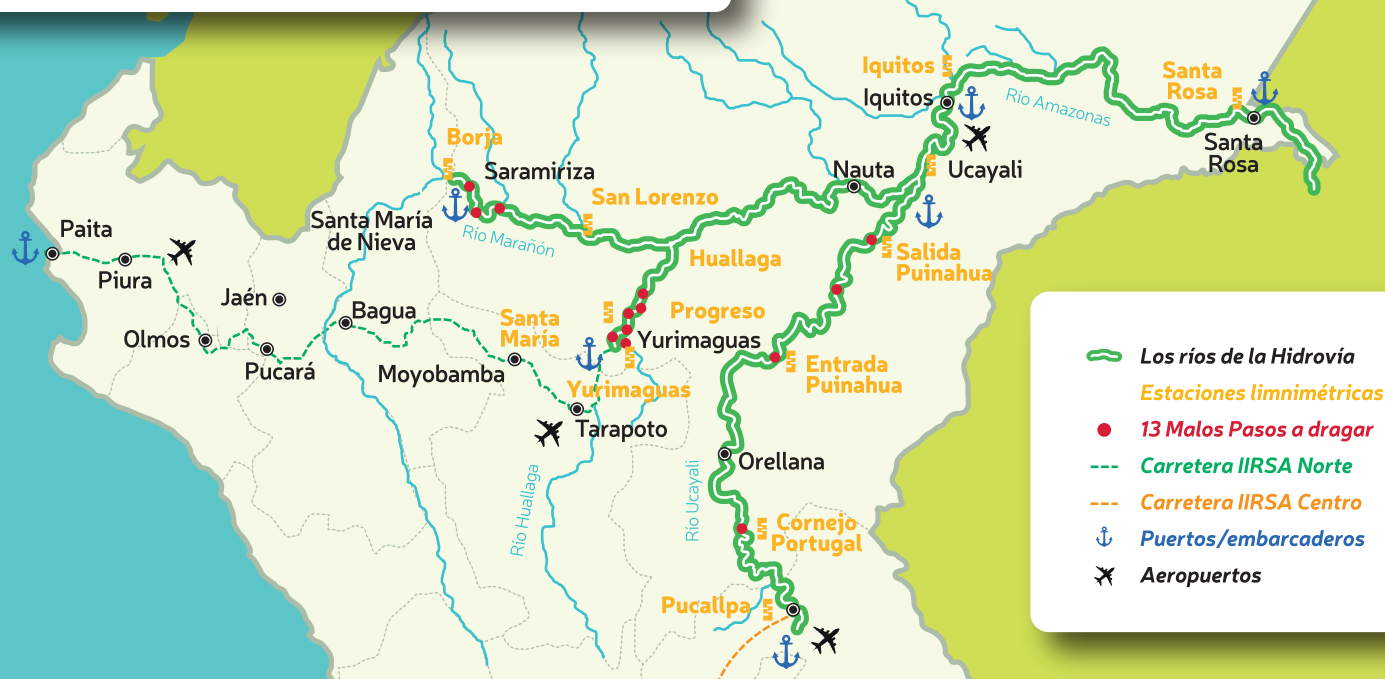 Iquitos
Iquitos
Río Amazonas
Santa
Rosa
Santa
Rosa
Borja
Saramiriza
San Lorenzo
Nauta
Ucayali
Santa María
de Nieva
Río Marañón
Paita
Piura
Huallaga
Salida
Puinahua
Jaén
Bagua
Olmos
Pucará
Santa
María
Progreso
Yurimaguas
Moyobamba
Yurimaguas
Tarapoto
Entrada
Puinahua
Orellana
Río Huallaga
Río Ucayali
Cornejo
Portugal
Pucallpa
Los ríos de la Hidrovía
Estaciones limnimétricas
13 Malos Pasos a dragar
Carretera IIRSA Norte
Carretera IIRSA Centro
Puertos/embarcaderos
Aeropuertos